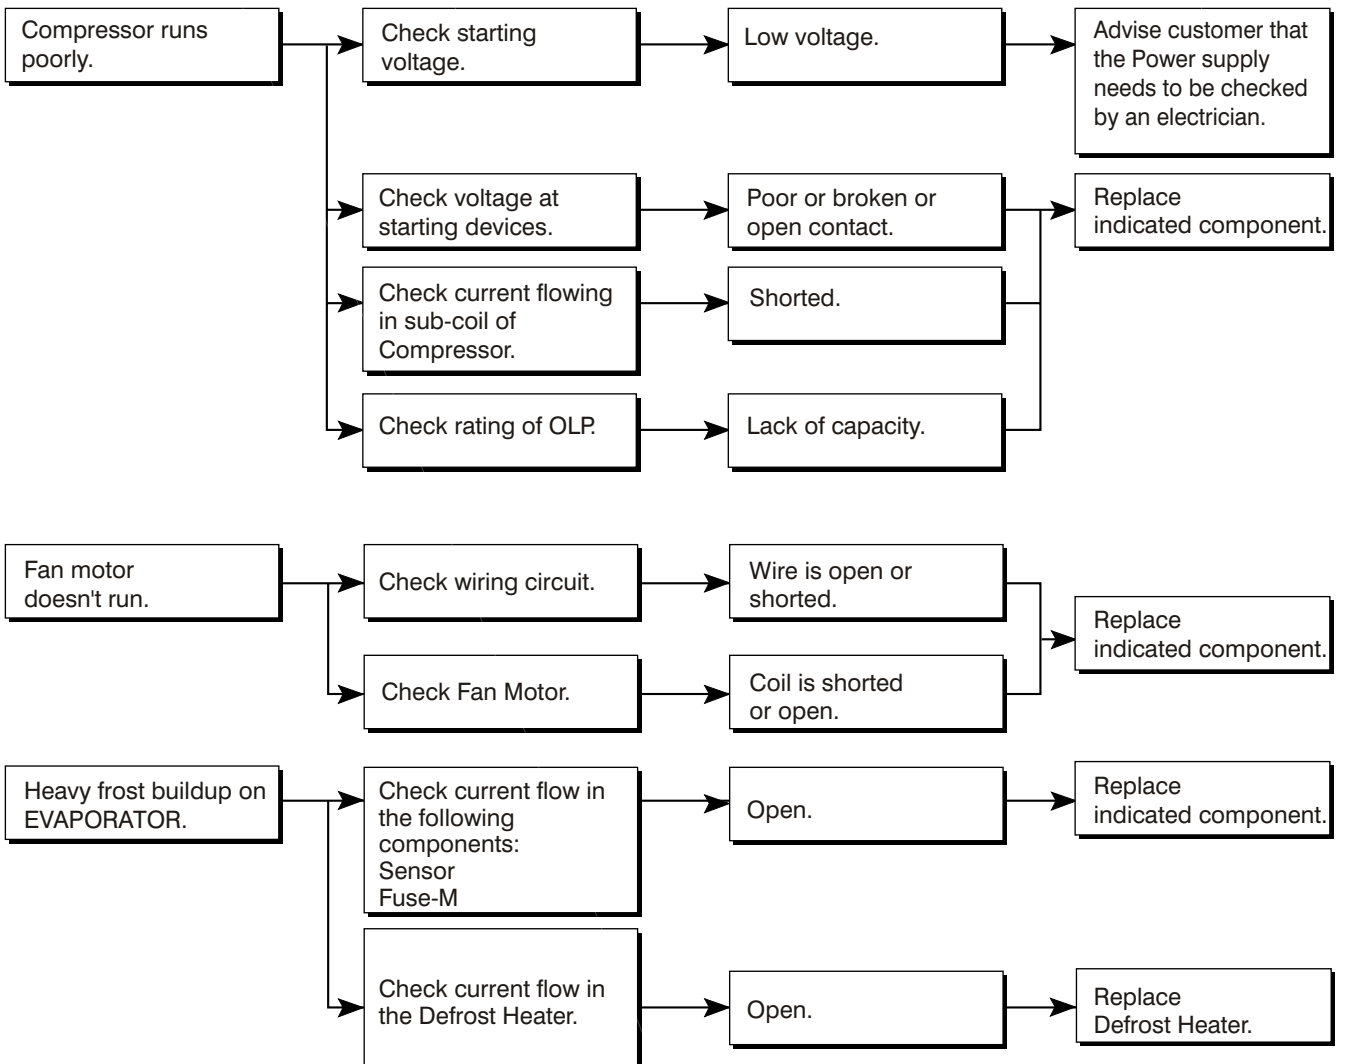 Compressor runs
poorly.
Check starting
voltage.
Low voltage.
Advise customer that
the Power supply
needs to be checked
by an electrician.
Check voltage at
starting devices.
Poor or broken or
open contact.
Replace
indicated component.
Check current flowing
in sub-coil of
Compressor.
Shorted.
Check rating of OLP.
Lack of capacity.
Fan motor
doesn't run.
Check wiring circuit.
Wire is open or
shorted.
Replace
indicated component.
Check Fan Motor.
Coil is shorted
or open.
Heavy frost buildup on
EVAPORATOR.
Check current flow in
the following
components:
Sensor
Fuse-M
Open.
Replace
indicated component.
Check current flow in
the Defrost Heater.
Open.
Replace
Defrost Heater.